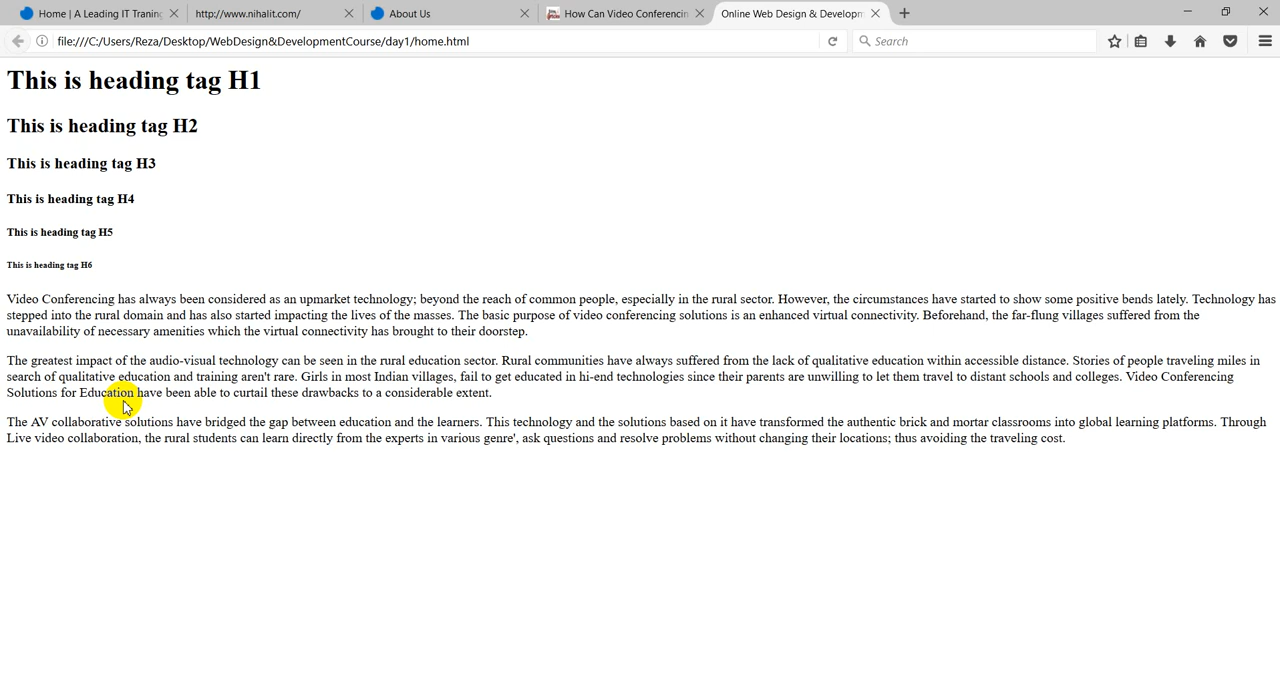 Home | A Leading IT Traning
http://www.nihalit.com/
About Us
How Can Video Conferencin
Online Web Design & Developm
file:///C:/Users/Reza/Desktop/WebDesign&DevelopmentCourse/day1/home.html
Search
This is heading tag H1
This is heading tag H2
This is heading tag H3
This is heading tag H4
This is heading tag H5
This is heading tag H6
Video Conferencing has always been considered as an upmarket technology; beyond the reach of common people, especially in the rural sector. However, the circumstances have started to show some positive bends lately. Technology has
stepped into the rural domain and has also started impacting the lives of the masses. The basic purpose of video conferencing solutions is an enhanced virtual connectivity. Beforehand, the far-flung villages suffered from the
unavailability of necessary amenities which the virtual connectivity has brought to their doorstep.
The greatest impact of the audio-visual technology can be seen in the rural education sector. Rural communities have always suffered from the lack of qualitative education within accessible distance. Stories of people traveling miles in
search of qualitative education and training aren't rare. Girls in most Indian villages, fail to get educated in hi-end technologies since their parents are unwilling to let them travel to distant schools and colleges. Video Conferencing
Solutions for Education have been able to curtail these drawbacks to a considerable extent.
The AV collaborative solutions have bridged the gap between education and the learners. This technology and the solutions based on it have transformed the authentic brick and mortar classrooms into global learning platforms. Through
Live video collaboration, the rural students can learn directly from the experts in various genre', ask questions and resolve problems without changing their locations; thus avoiding the traveling cost.